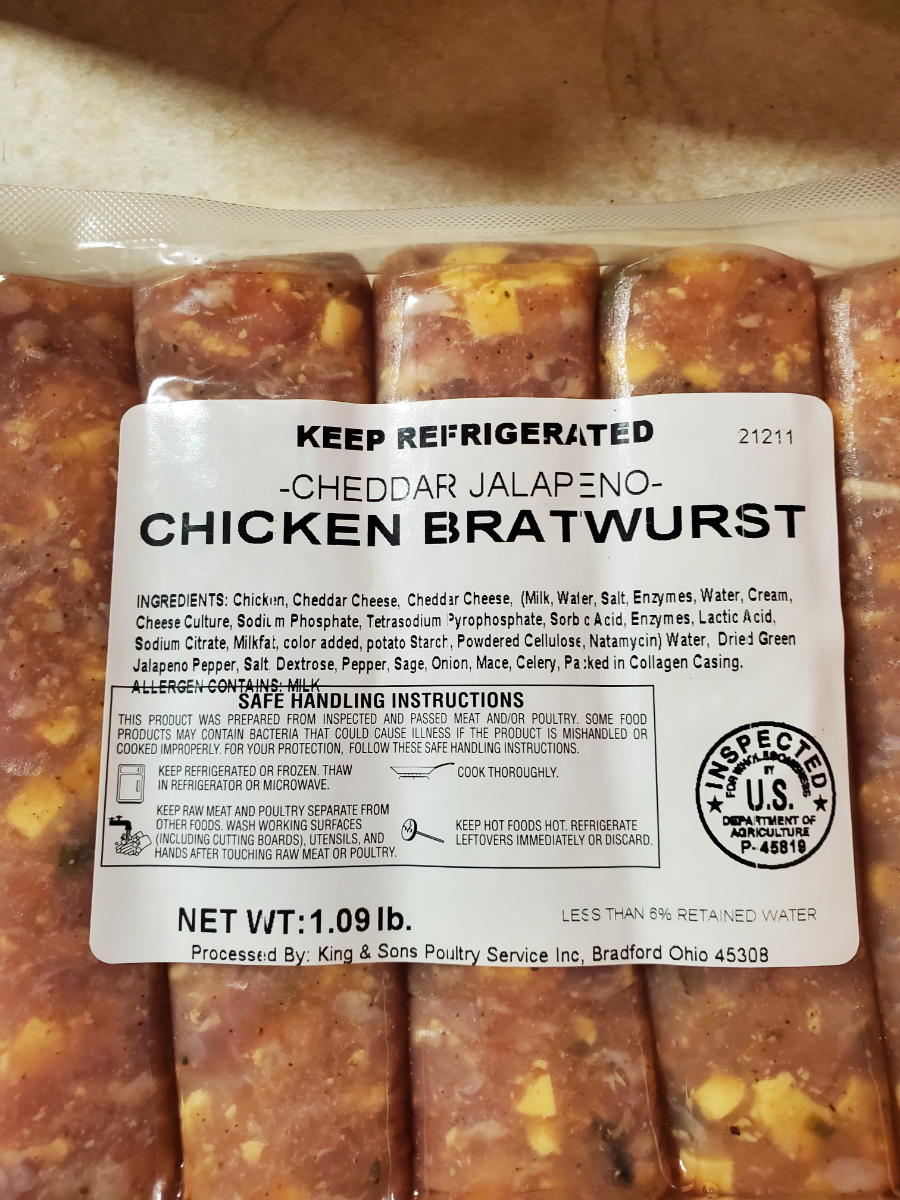 KEEP REFRIGERATED
21211
-CHEDDAR JALAPENO-
CHICKEN BRATWURST
INGREDIENTS: Chicken, Cheddar Cheese, Cheddar Cheese, (Milk, Water, Salt, Enzymes, Water, Cream,
Cheese Culture, Sodium Phosphate, Tetrasodium Pyrophosphate, Sorbic Acid, Enzymes, Lactic Acid,
Sodium Citrate, Milkfat, color added, potato Starch, Powdered Cellulose, Natamycin) Water, Dried Green
Jalapeno Pepper, Salt, Dextrose, Pepper, Sage, Onion, Mace, Celery, Packed in Collagen Casing.
ALLERGEN CONTAINS: MILK
SAFE HANDLING INSTRUCTIONS
THIS PRODUCT WAS PREPARED FROM INSPECTED AND PASSED MEAT AND/OR POULTRY. SOME FOOD
PRODUCTS MAY CONTAIN BACTERIA THAT COULD CAUSE ILLNESS IF THE PRODUCT IS MISHANDLED OR
COOKED IMPROPERLY. FOR YOUR PROTECTION, FOLLOW THESE SAFE HANDLING INSTRUCTIONS.
KEEP REFRIGERATED OR FROZEN. THAW
IN REFRIGERATOR OR MICROWAVE.
COOK THOROUGHLY.
KEEP RAW MEAT AND POULTRY SEPARATE FROM
OTHER FOODS. WASH WORKING SURFACES
(INCLUDING CUTTING BOARDS), UTENSILS, AND
HANDS AFTER TOUCHING RAW MEAT OR POULTRY.
KEEP HOT FOODS HOT. REFRIGERATE
LEFTOVERS IMMEDIATELY OR DISCARD.
INSPECTED
FOR WHOLESOMENESS
BY
U.S.
DEPARTMENT OF
AGRICULTURE
P-45819
NET WT:1.09 lb.
LESS THAN 6% RETAINED WATER
Processed By: King & Sons Poultry Service Inc, Bradford Ohio 45308